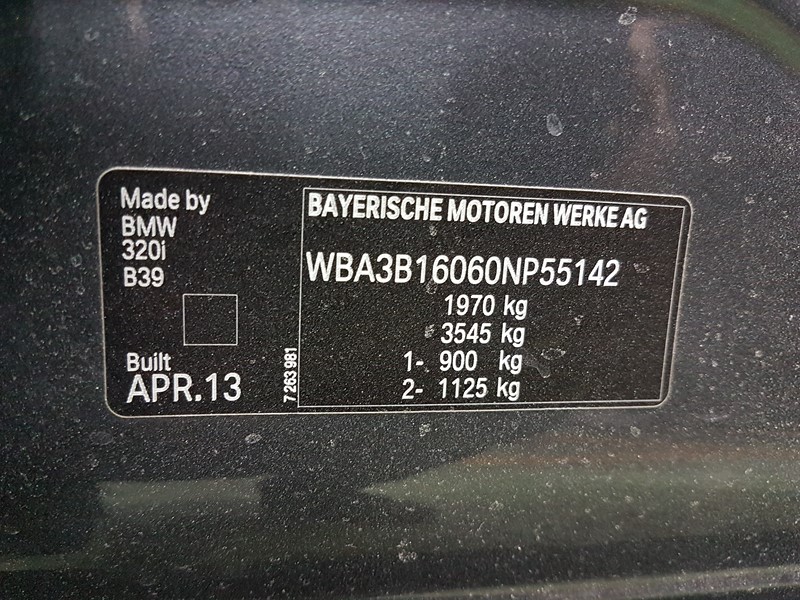 Made by
BMW
320i
B39
Built
APR.13
7 263 981
BAYERISCHE MOTOREN WERKE AG
WBA3B16060NP55142
1970 kg
3545 kg
1- 900 kg
2- 1125 kg